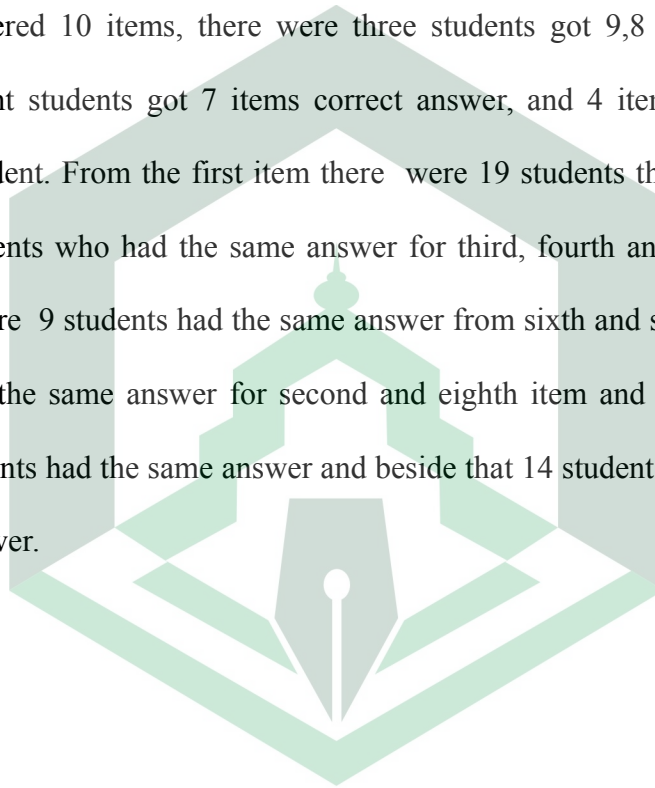 ered 10 items, there were three students got 9,8
nt students got 7 items correct answer, and 4 iter
dent. From the first item there were 19 students th
ents who had the same answer for third, fourth an
re 9 students had the same answer from sixth and s
the same answer for second and eighth item and
nts had the same answer and beside that 14 student
wer.